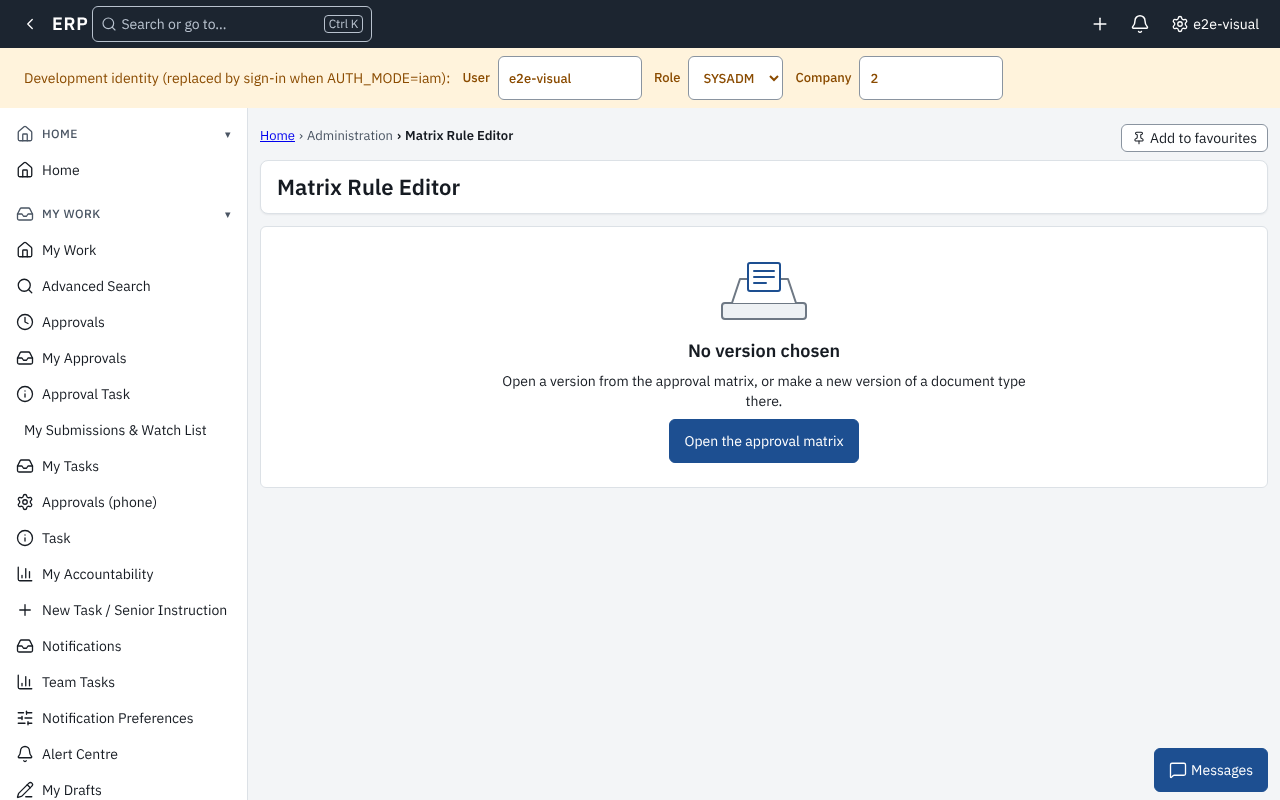 ERP
Search or go to...
Ctrl K
e2e-visual
Development identity (replaced by sign-in when AUTH_MODE=iam):
User
e2e-visual
Role
SYSADM
Company
2
HOME
Home
MY WORK
My Work
Advanced Search
Approvals
My Approvals
Approval Task
My Submissions & Watch List
My Tasks
Approvals (phone)
Task
My Accountability
New Task / Senior Instruction
Notifications
Team Tasks
Notification Preferences
Alert Centre
My Drafts
Home › Administration › Matrix Rule Editor
Add to favourites
Matrix Rule Editor
No version chosen
Open a version from the approval matrix, or make a new version of a document type
there.
Open the approval matrix
Messages